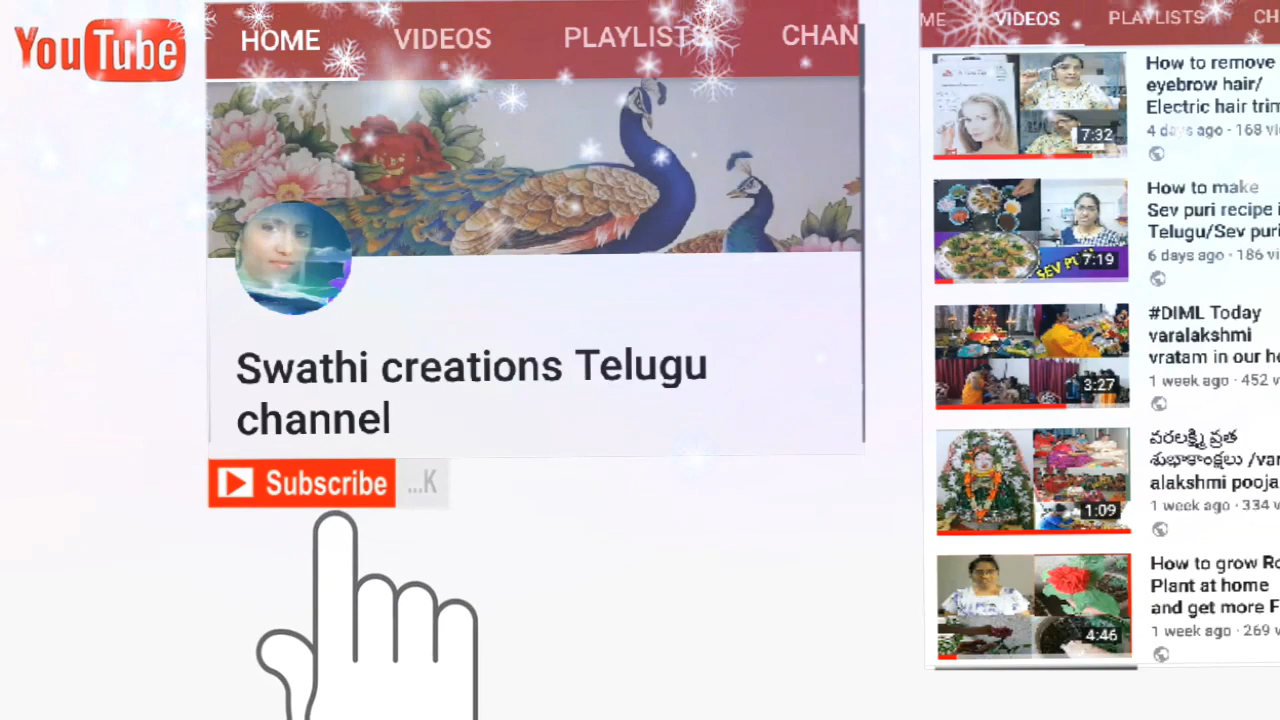 YouTube
HOME VIDEOS PLAYLISTS CHAN
Swathi creations Telugu
channel
Subscribe ...K
ME VIDEOS PLAYLISTS CH
7:32
How to remove
eyebrow hair/
Electric hair trim
4 days ago · 168 vi
SEV PU
7:19
How to make
Sev puri recipe i
Telugu/Sev puri
6 days ago · 186 vi
3:27
#DIML Today
varalakshmi
vratam in our h
1 week ago · 452 v
1:09
వరలక్ష్మి వ్రత
శుభాకాంక్షలు /var
alakshmi pooja
1 week ago · 334 v
4:46
How to grow Ro
Plant at home
and get more F
1 week ago · 269 v